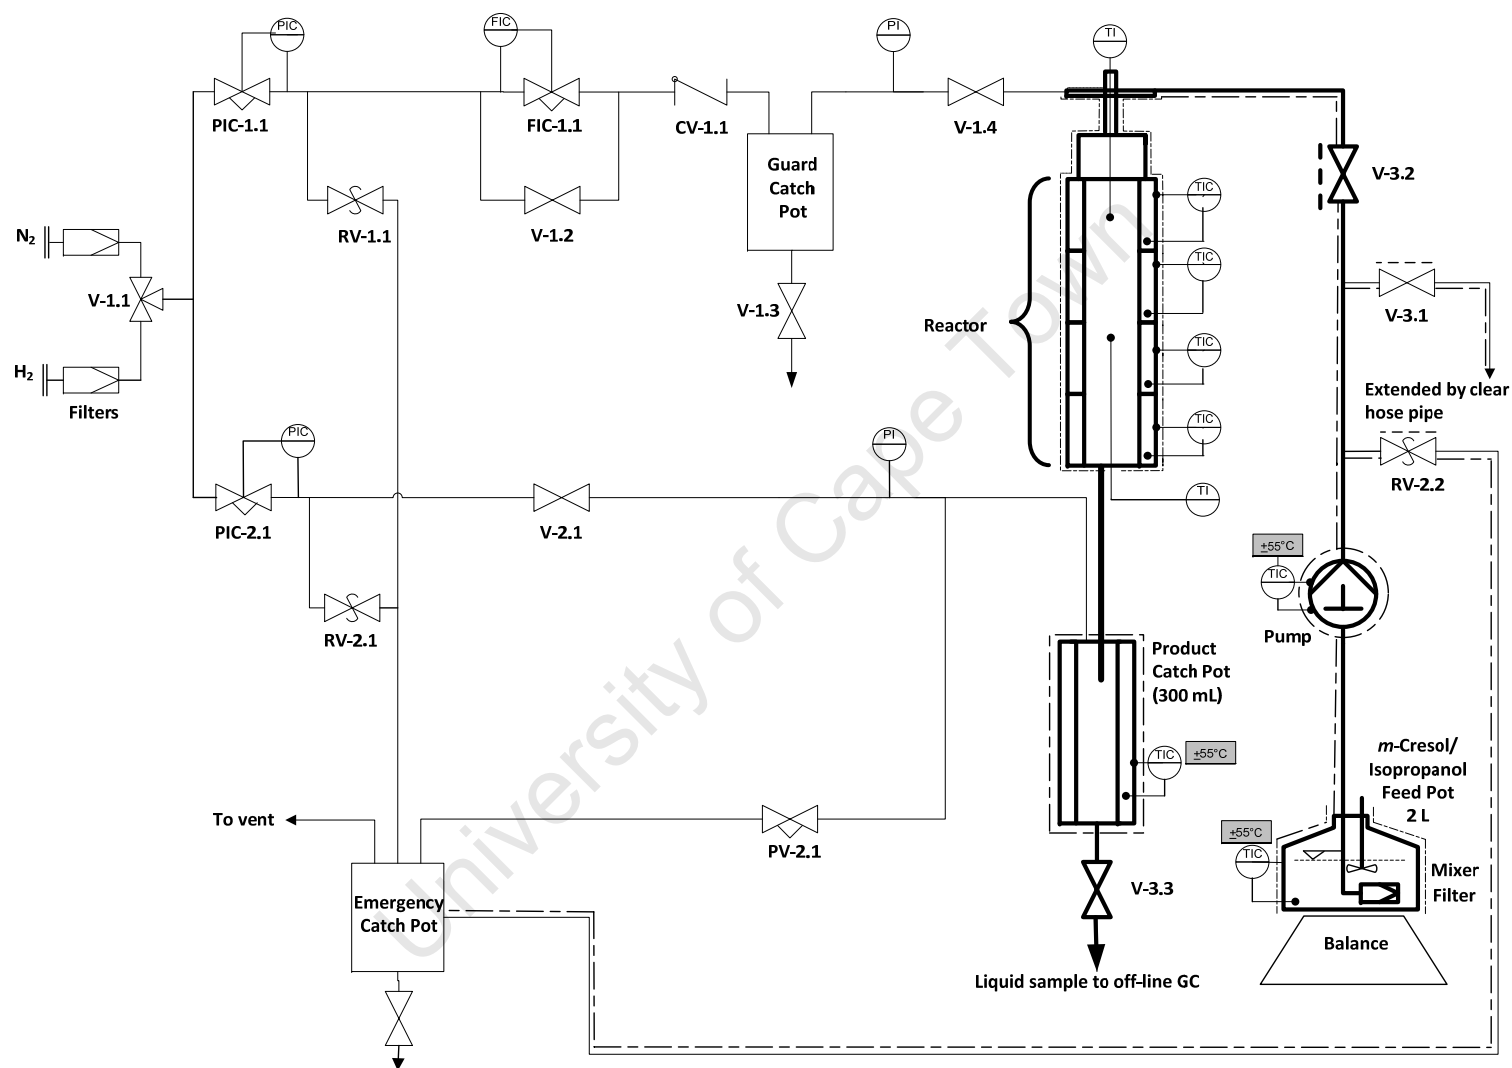 PIC
FIC
PI
TI
PIC-1.1
FIC-1.1
CV-1.1
V-1.4
Guard
Catch
Pot
V-3.2
TIC
RV-1.1
V-1.2
N2
V-1.1
TIC
V-1.3
Reactor
V-3.1
H2
Filters
TIC
Extended by clear
hose pipe
TIC
PIC
PI
RV-2.2
TI
PIC-2.1
V-2.1
±55°C
TIC
Pump
RV-2.1
Product
Catch Pot
(300 mL)
TIC
±55°C
m-Cresol/
Isopropanol
Feed Pot
2 L
To vent
PV-2.1
±55°C
TIC
Mixer
Filter
V-3.3
Emergency
Catch Pot
Balance
Liquid sample to off-line GC
University of Cape Town